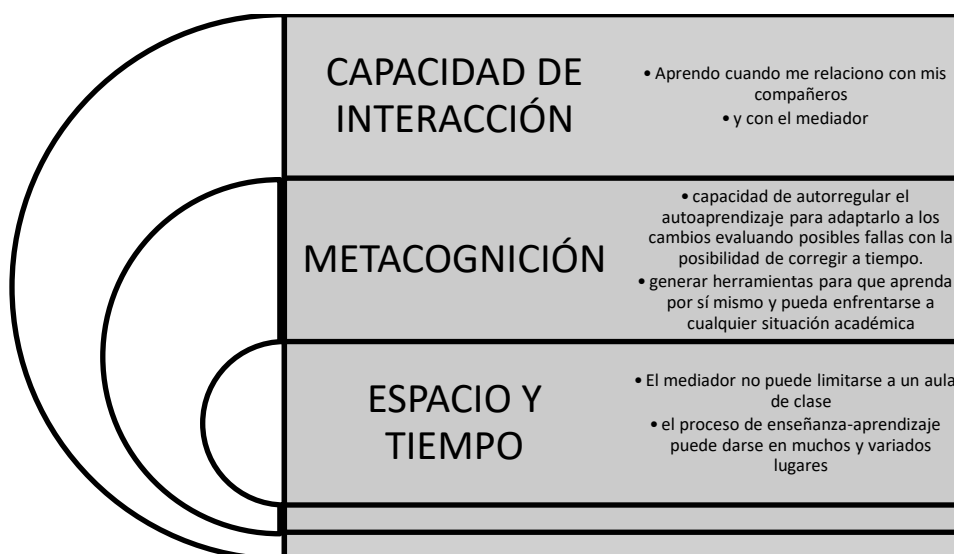 CAPACIDAD DE
INTERACCIÓN
• Aprendo cuando me relaciono con mis
compañeros
• y con el mediador
METACOGNICIÓN
• capacidad de autorregular el
autoaprendizaje para adaptarlo a los
cambios evaluando posibles fallas con la
posibilidad de corregir a tiempo.
• generar herramientas para que aprenda
por sí mismo y pueda enfrentarse a
cualquier situación académica
ESPACIO Y
TIEMPO
• El mediador no puede limitarse a un aula
de clase
• el proceso de enseñanza-aprendizaje
puede darse en muchos y variados
lugares